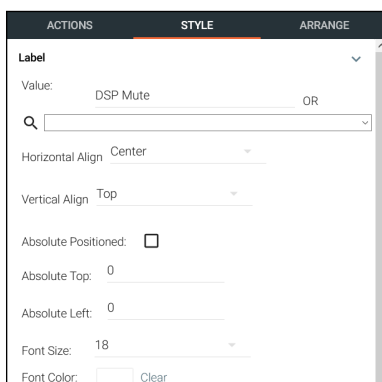 ACTIONS STYLE ARRANGE
Label
Value: DSP Mute OR
Horizontal Align Center
Vertical Align Top
Absolute Positioned:
Absolute Top: 0
Absolute Left: 0
Font Size: 18
Font Color: Clear